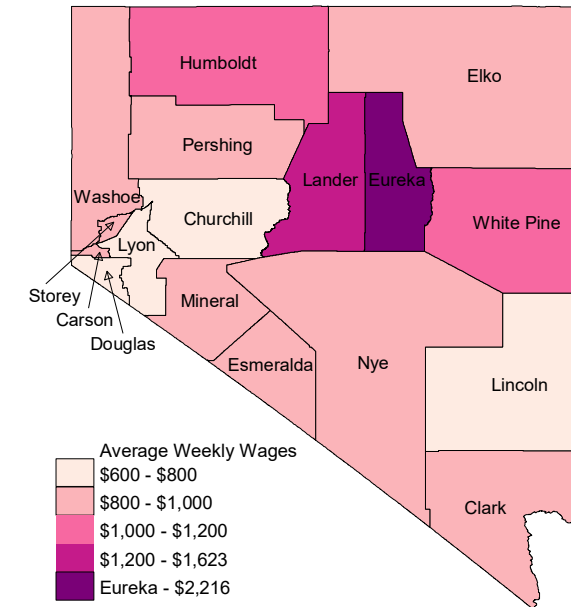 Humboldt
Elko
Pershing
Lander
Eureka
Washoe
Churchill
White Pine
Lyon
Storey
Carson
Douglas
Mineral
Esmeralda
Nye
Lincoln
Clark
Average Weekly Wages
$600 - $800
$800 - $1,000
$1,000 - $1,200
$1,200 - $1,623
Eureka - $2,216